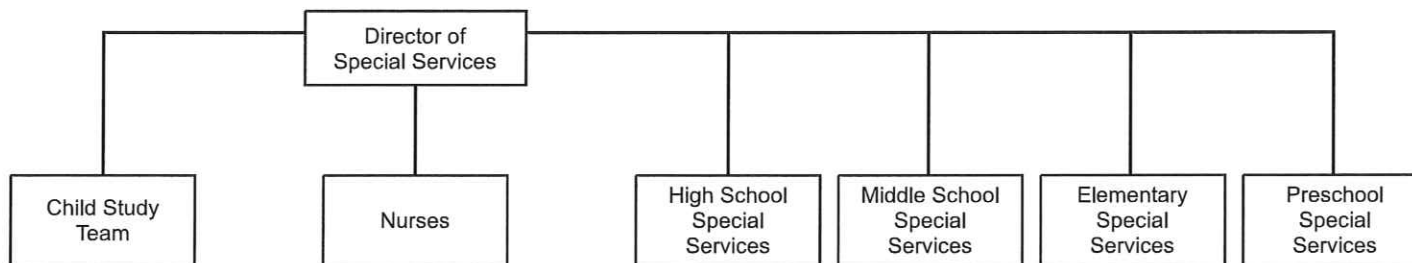 Director of
Special Services
Child Study
Team
Nurses
High School
Special
Services
Middle School
Special
Services
Elementary
Special
Services
Preschool
Special
Services